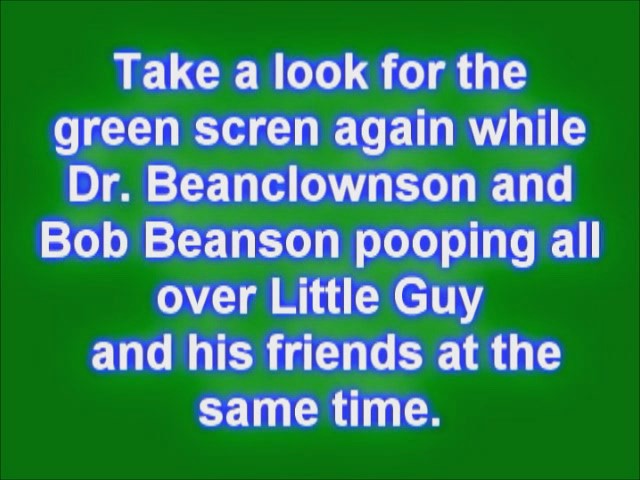 Take a look for the
green scren again while
Dr. Beanclownson and
Bob Beanson pooping all
over Little Guy
and his friends at the
same time.